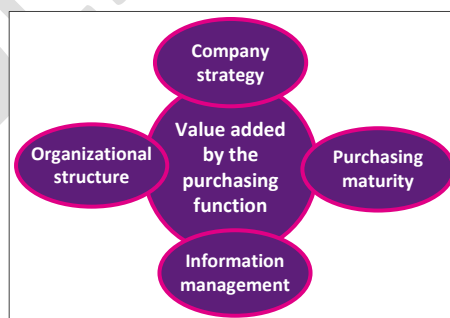 Company
strategy
Value added
by the
purchasing
function
Organizational
structure
Purchasing
maturity
Information
management